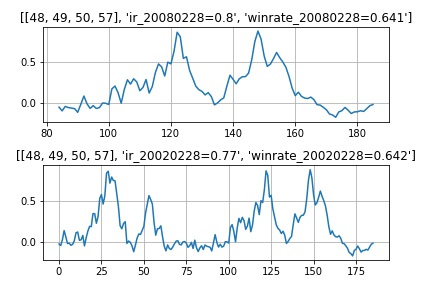 [[48, 49, 50, 57], 'ir_20080228=0.8', 'winrate_20080228=0.641']
0.5
0.0
80 100 120 140 160 180
[[48, 49, 50, 57], 'ir_20020228=0.77', 'winrate_20020228=0.642']
0.5
0.0
0 25 50 75 100 125 150 175